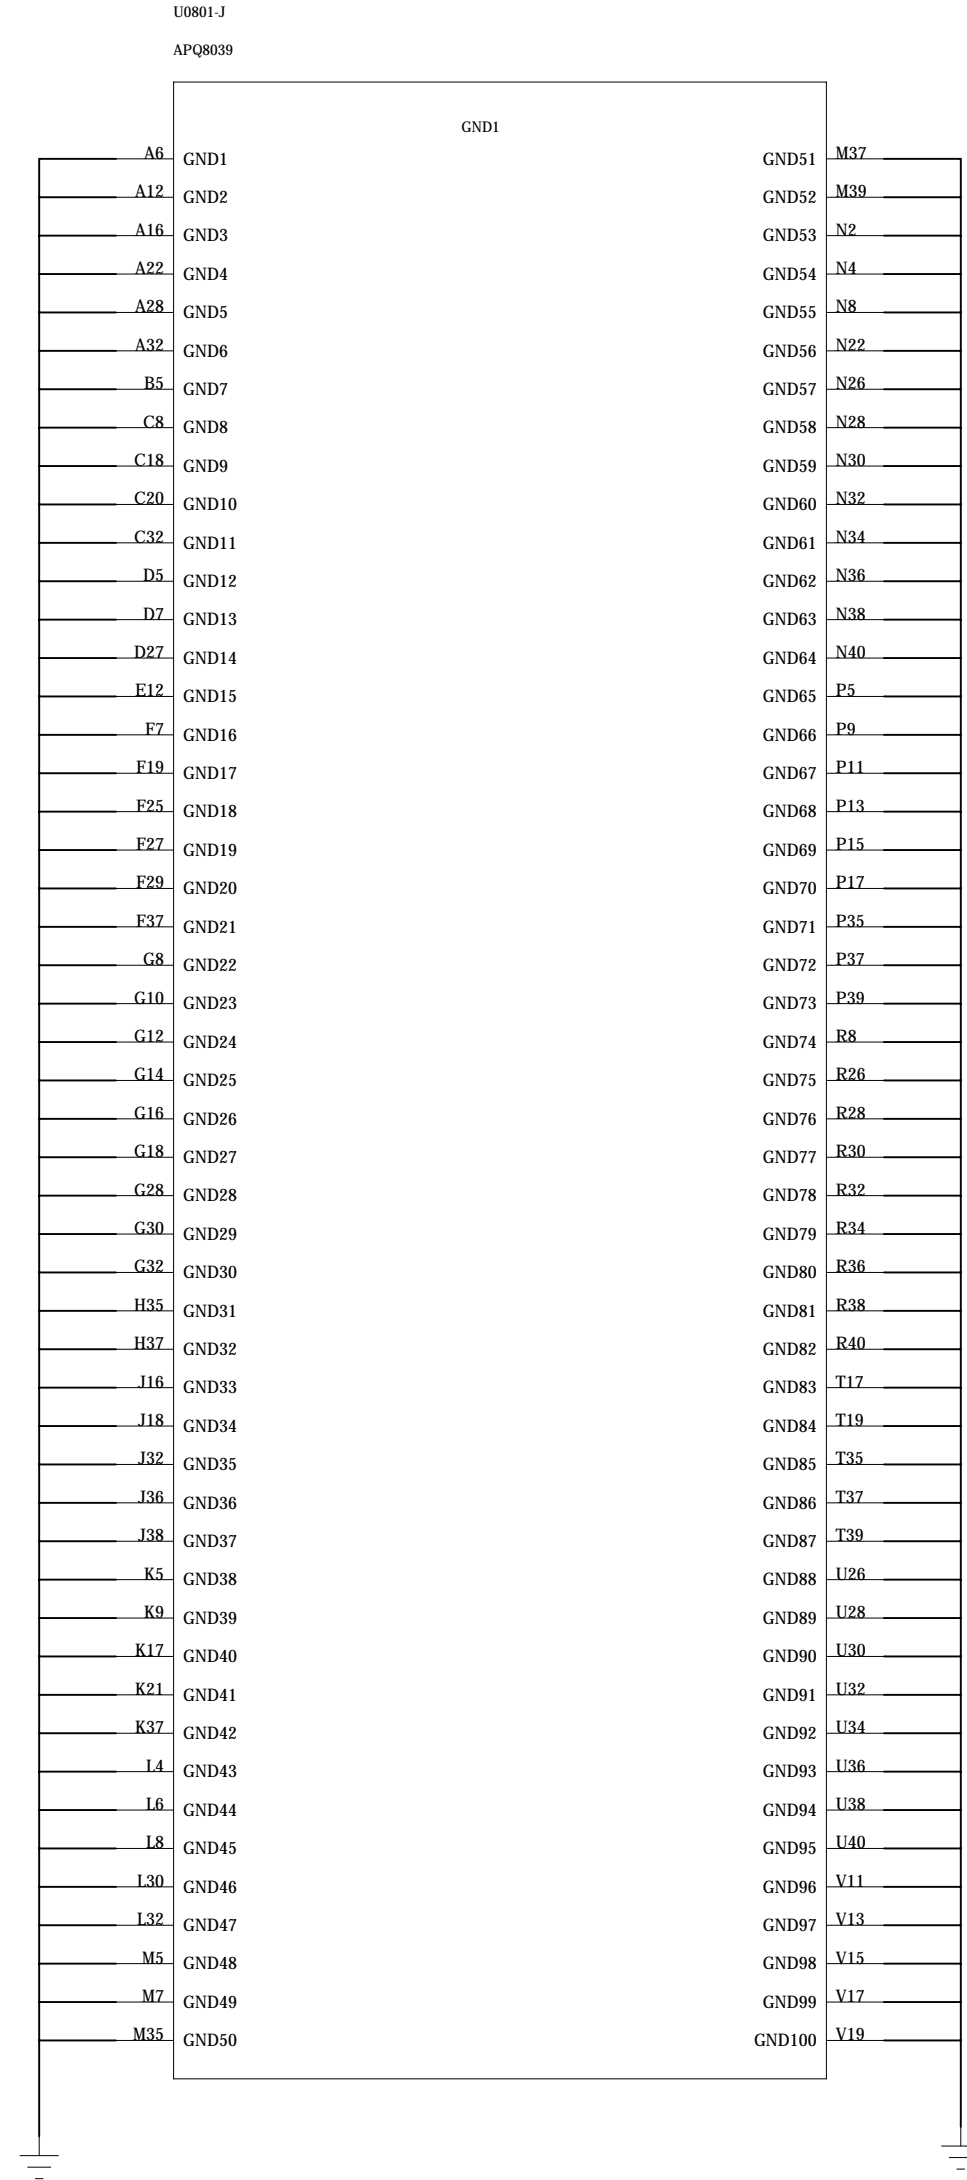 U0801-J
APQ8039
GND1
A6 GND1 GND51 M37
A12 GND2 GND52 M39
A16 GND3 GND53 N2
A22 GND4 GND54 N4
A28 GND5 GND55 N8
A32 GND6 GND56 N22
B5 GND7 GND57 N26
C8 GND8 GND58 N28
C18 GND9 GND59 N30
C20 GND10 GND60 N32
C32 GND11 GND61 N34
D5 GND12 GND62 N36
D7 GND13 GND63 N38
D27 GND14 GND64 N40
E12 GND15 GND65 P5
F7 GND16 GND66 P9
F19 GND17 GND67 P11
F25 GND18 GND68 P13
F27 GND19 GND69 P15
F29 GND20 GND70 P17
F37 GND21 GND71 P35
G8 GND22 GND72 P37
G10 GND23 GND73 P39
G12 GND24 GND74 R8
G14 GND25 GND75 R26
G16 GND26 GND76 R28
G18 GND27 GND77 R30
G28 GND28 GND78 R32
G30 GND29 GND79 R34
G32 GND30 GND80 R36
H35 GND31 GND81 R38
H37 GND32 GND82 R40
J16 GND33 GND83 T17
J18 GND34 GND84 T19
J32 GND35 GND85 T35
J36 GND36 GND86 T37
J38 GND37 GND87 T39
K5 GND38 GND88 U26
K9 GND39 GND89 U28
K17 GND40 GND90 U30
K21 GND41 GND91 U32
K37 GND42 GND92 U34
L4 GND43 GND93 U36
L6 GND44 GND94 U38
L8 GND45 GND95 U40
L30 GND46 GND96 V11
L32 GND47 GND97 V13
M5 GND48 GND98 V15
M7 GND49 GND99 V17
M35 GND50 GND100 V19